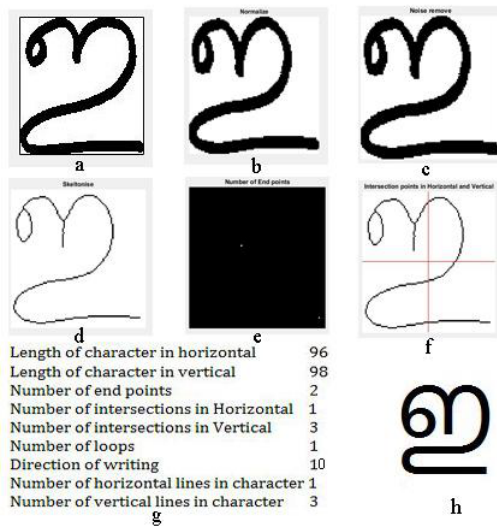 Normalize
Noise remove
இ இ இ
a b c
Skeltonise
Number of End points
Intersection points in Horizontal and Vertical
இ இ
d e f
Length of character in horizontal 96
Length of character in vertical 98
Number of end points 2
Number of intersections in Horizontal 1
Number of intersections in Vertical 3
Number of loops 1
Direction of writing 10
Number of horizontal lines in character 1
Number of vertical lines in character 3
g
இ
h